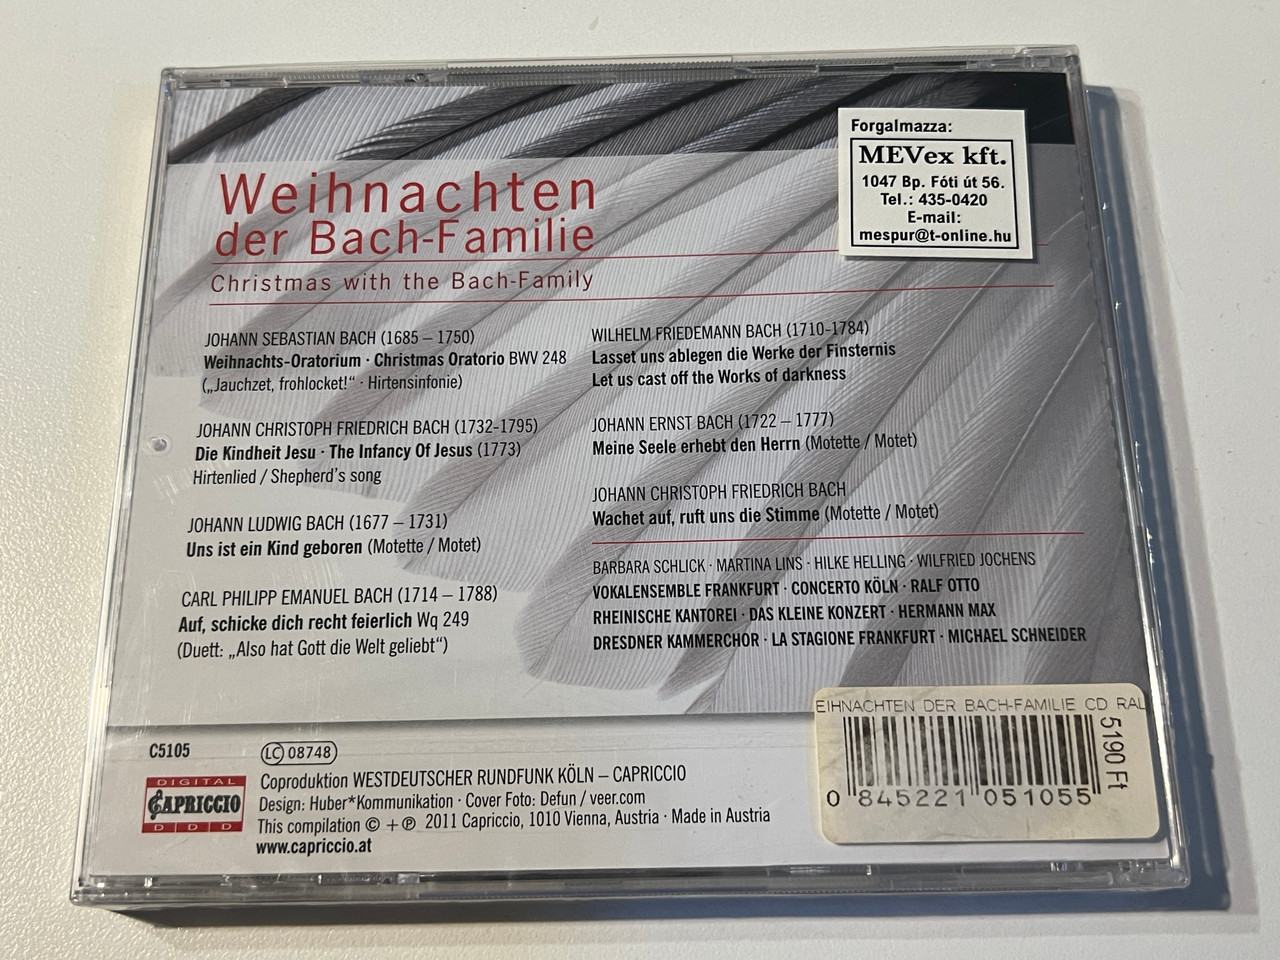 Forgalmazza:
MEVex kft.
1047 Bp. Fóti út 56.
Tel.: 435-0420
E-mail:
mespur@t-online.hu
Weihnachten
der Bach-Familie
Christmas with the Bach-Family
JOHANN SEBASTIAN BACH (1685 – 1750)
Weihnachts-Oratorium · Christmas Oratorio BWV 248
(„Jauchzet, frohlocket!“ · Hirtensinfonie)
JOHANN CHRISTOPH FRIEDRICH BACH (1732-1795)
Die Kindheit Jesu · The Infancy Of Jesus (1773)
Hirtenlied / Shepherd's song
JOHANN LUDWIG BACH (1677 – 1731)
Uns ist ein Kind geboren (Motette / Motet)
CARL PHILIPP EMANUEL BACH (1714 – 1788)
Auf, schicke dich recht feierlich Wq 249
(Duett: „Also hat Gott die Welt geliebt“)
WILHELM FRIEDEMANN BACH (1710-1784)
Lasset uns ablegen die Werke der Finsternis
Let us cast off the Works of darkness
JOHANN ERNST BACH (1722 – 1777)
Meine Seele erhebt den Herrn (Motette / Motet)
JOHANN CHRISTOPH FRIEDRICH BACH
Wachet auf, ruft uns die Stimme (Motette / Motet)
BARBARA SCHLICK · MARTINA LINS · HILKE HELLING · WILFRIED JOCHENS
VOKALENSEMBLE FRANKFURT · CONCERTO KÖLN · RALF OTTO
RHEINISCHE KANTOREI · DAS KLEINE KONZERT · HERMANN MAX
DRESDNER KAMMERCHOR · LA STAGIONE FRANKFURT · MICHAEL SCHNEIDER
C5105
LC 08748
DIGITAL
CAPRICCIO
D D D
Coproduktion WESTDEUTSCHER RUNDFUNK KÖLN – CAPRICCIO
Design: Huber*Kommunikation · Cover Foto: Defun / veer.com
This compilation © + ℗ 2011 Capriccio, 1010 Vienna, Austria · Made in Austria
www.capriccio.at
EIHNACHTEN DER BACH-FAMILIE CD RAL
5190 Ft
0 845221 051055